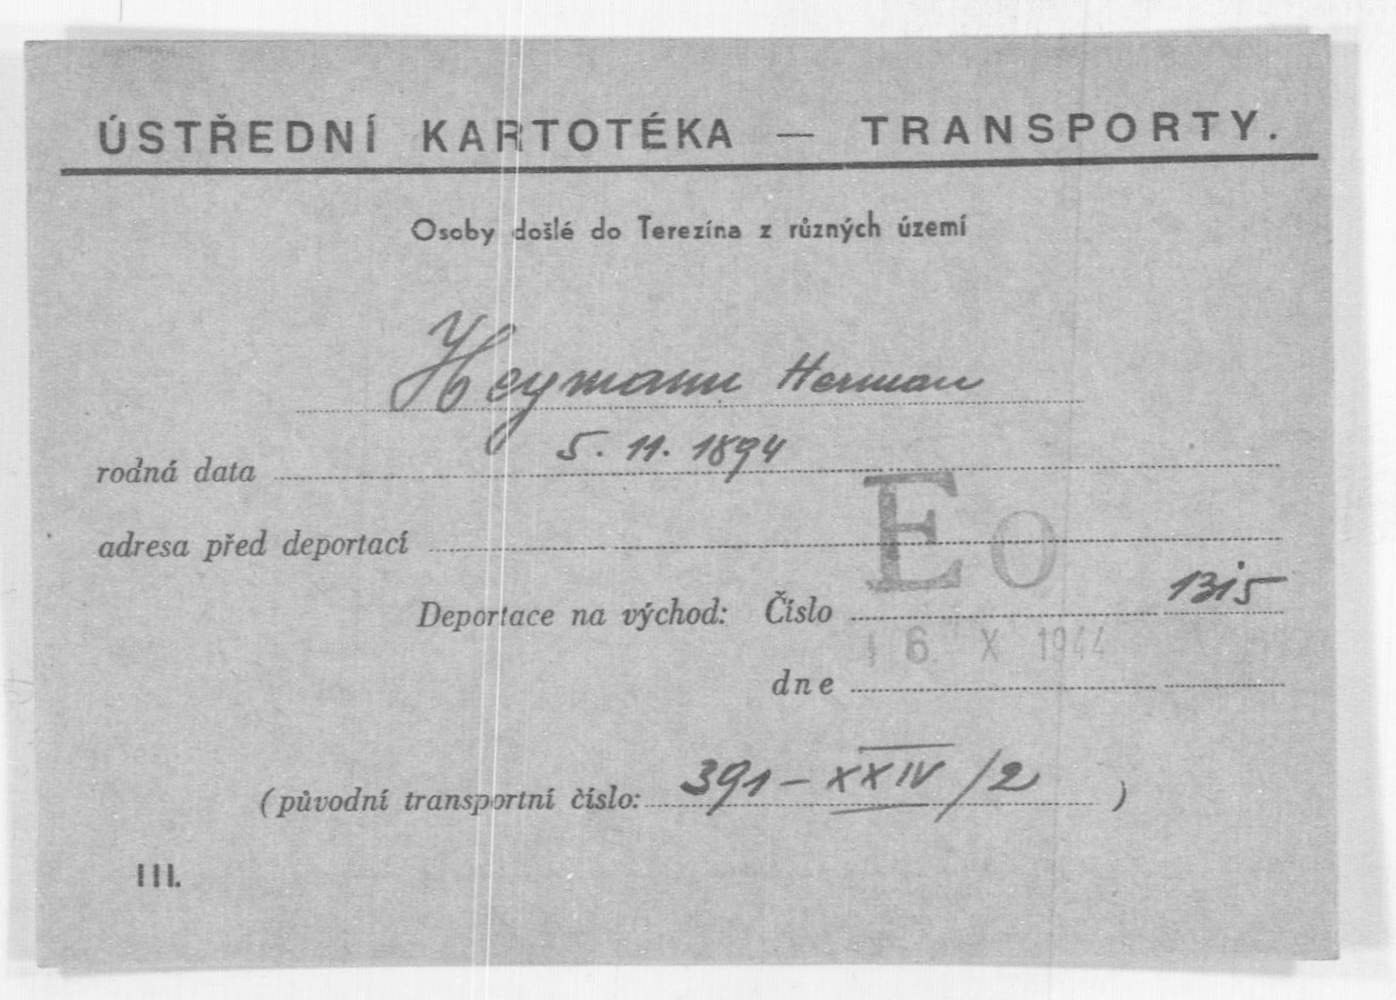 ÚSTŘEDNÍ KARTOTÉKA — TRANSPORTY.
Osoby došlé do Terezína z různých území
Heymann Herman
rodná data 5. 11. 1894
adresa před deportací
Eo
Deportace na východ: Číslo 1315
16 X 1944
dne
(původní transportní číslo: 391 - XXIV/2 )
III.